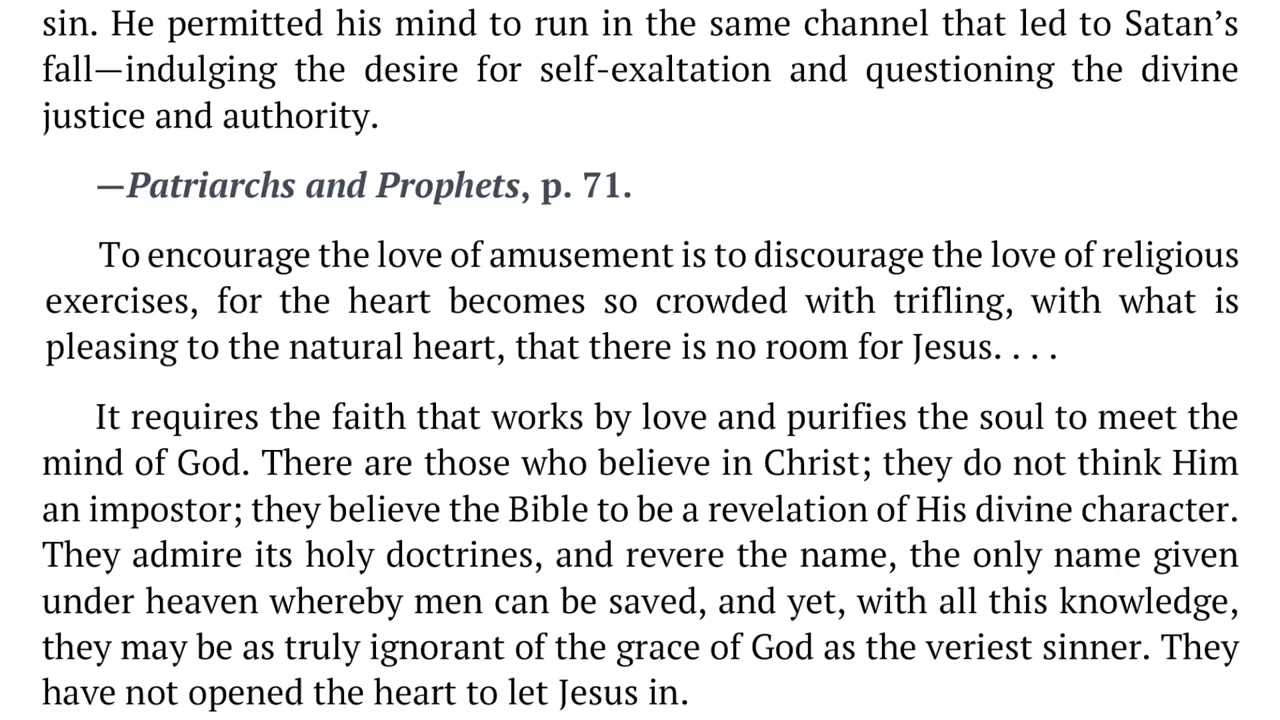 sin. He permitted his mind to run in the same channel that led to Satan’s
fall—indulging the desire for self-exaltation and questioning the divine
justice and authority.
—Patriarchs and Prophets, p. 71.
To encourage the love of amusement is to discourage the love of religious
exercises, for the heart becomes so crowded with trifling, with what is
pleasing to the natural heart, that there is no room for Jesus. . . .
It requires the faith that works by love and purifies the soul to meet the
mind of God. There are those who believe in Christ; they do not think Him
an impostor; they believe the Bible to be a revelation of His divine character.
They admire its holy doctrines, and revere the name, the only name given
under heaven whereby men can be saved, and yet, with all this knowledge,
they may be as truly ignorant of the grace of God as the veriest sinner. They
have not opened the heart to let Jesus in.